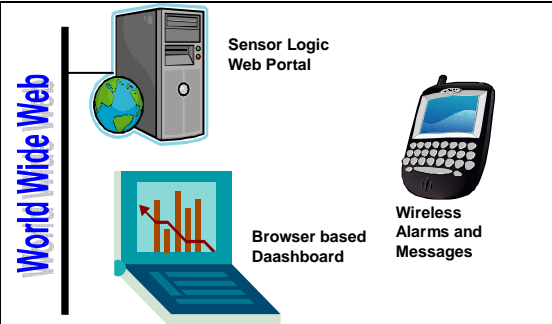 World Wide Web
Sensor Logic
Web Portal
Wireless
Alarms and
Messages
Browser based
Daashboard